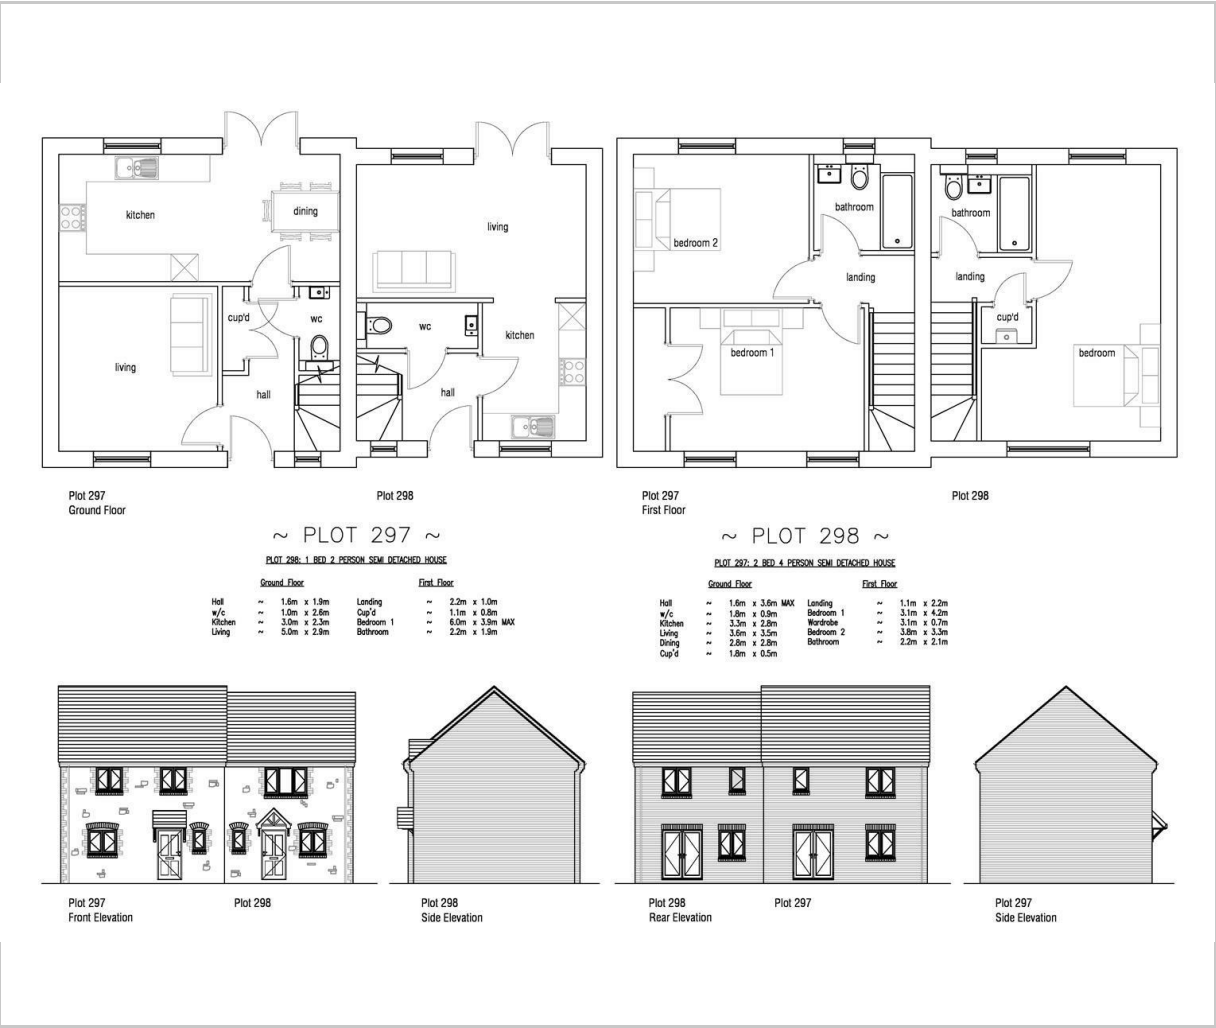 kitchen
dining
living
cup'd
wc
hall
living
wc
kitchen
hall
bedroom 2
bathroom
landing
bedroom 1
bathroom
landing
cup'd
bedroom
Plot 297
Ground Floor
Plot 298
Plot 297
First Floor
Plot 298
~ PLOT 297 ~
PLOT 298: 1 BED 2 PERSON SEMI DETACHED HOUSE
Ground Floor First Floor
Hall ~ 1.6m x 1.9m Landing ~ 2.2m x 1.0m
w/c ~ 1.0m x 2.6m Cup'd ~ 1.1m x 0.8m
Kitchen ~ 3.0m x 2.3m Bedroom 1 ~ 6.0m x 3.9m MAX
Living ~ 5.0m x 2.9m Bathroom ~ 2.2m x 1.9m
~ PLOT 298 ~
PLOT 297: 2 BED 4 PERSON SEMI DETACHED HOUSE
Ground Floor First Floor
Hall ~ 1.6m x 3.6m MAX Landing ~ 1.1m x 2.2m
w/c ~ 1.8m x 0.9m Bedroom 1 ~ 3.1m x 4.2m
Kitchen ~ 3.3m x 2.8m Wardrobe ~ 3.1m x 0.7m
Living ~ 3.6m x 3.5m Bedroom 2 ~ 3.8m x 3.3m
Dining ~ 2.8m x 2.8m Bathroom ~ 2.2m x 2.1m
Cup'd ~ 1.8m x 0.5m
Plot 297
Front Elevation
Plot 298
Plot 298
Side Elevation
Plot 298
Rear Elevation
Plot 297
Plot 297
Side Elevation